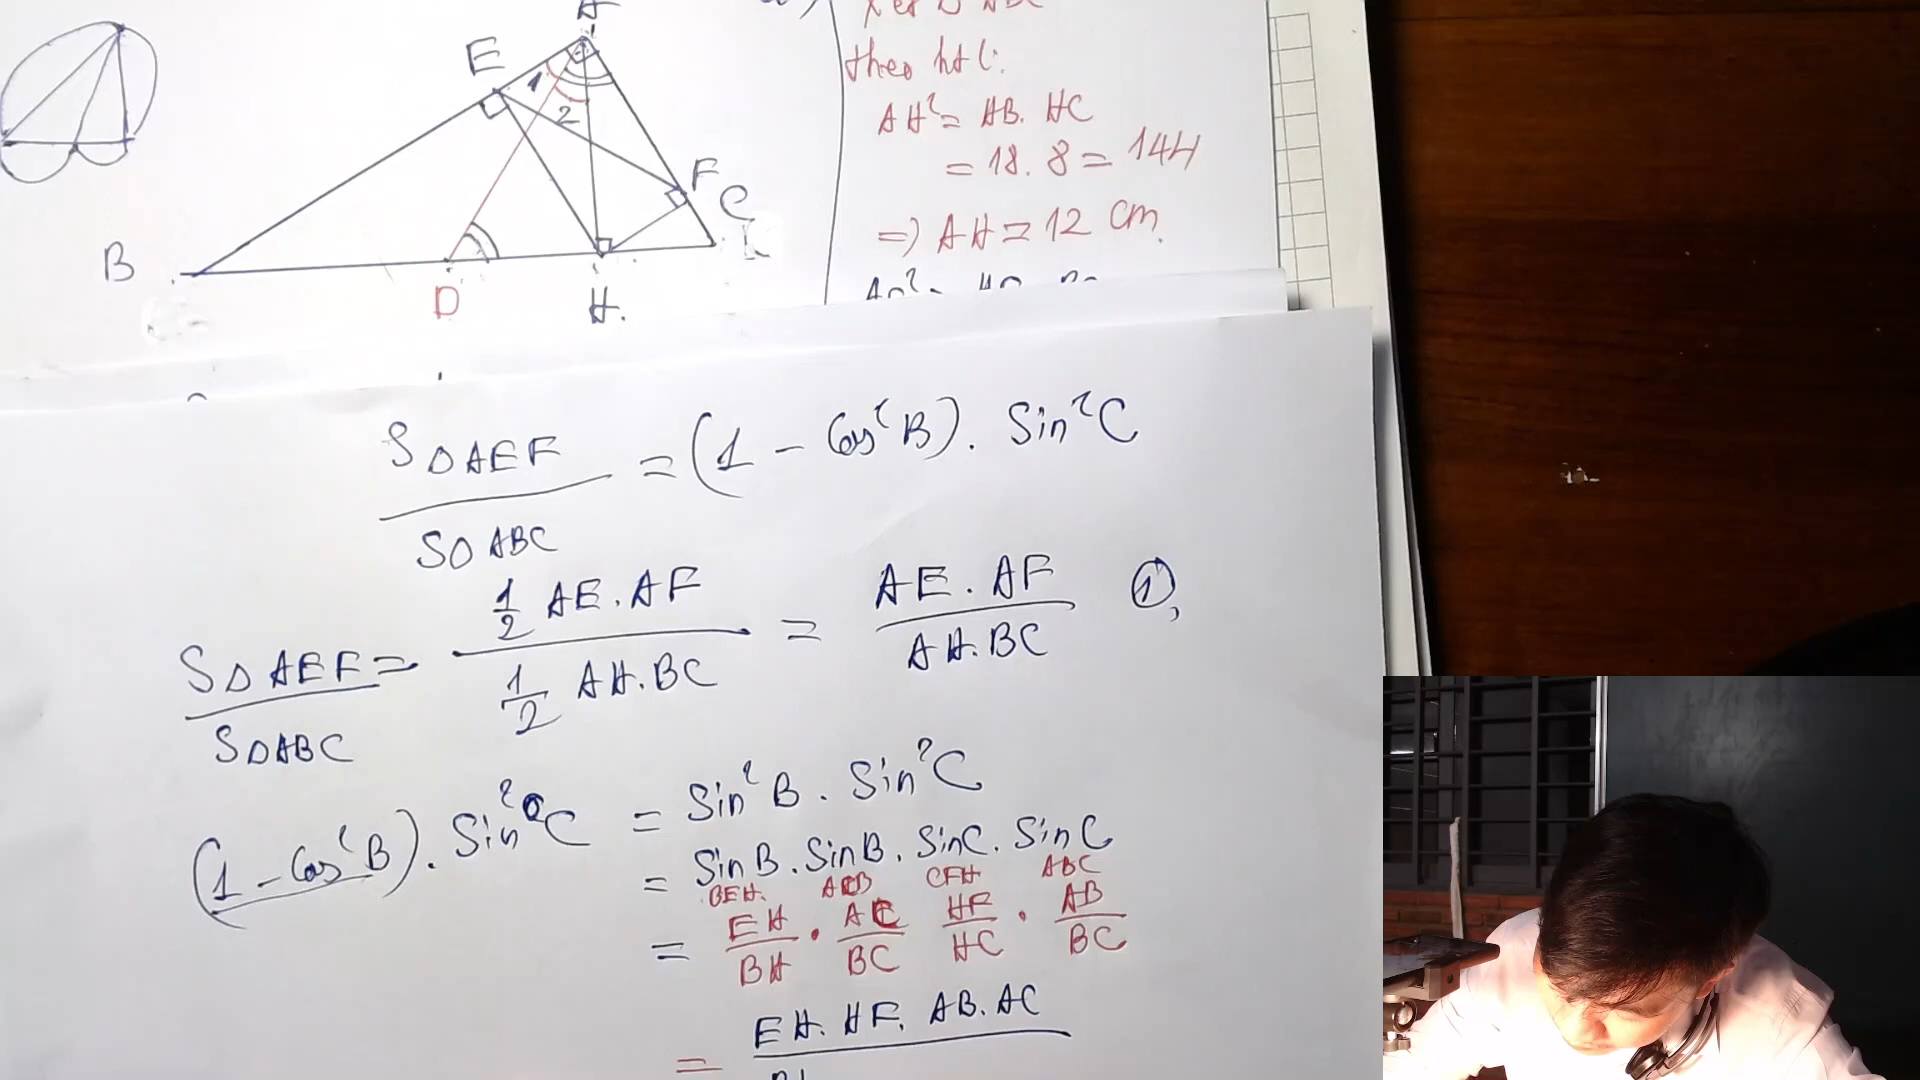 E
1
2
F
C
B
D
H.
theo htl:
AH² = HB. HC
= 18. 8 = 144
=> AH = 12 cm.
S△AEF / S△ABC = (1 - Cos²B). Sin²C
S△AEF / S△ABC = 1/2 AE.AF / 1/2 AH.BC = AE.AF / AH.BC ①,
(1 - Cos²B). Sin²C = Sin²B. Sin²C
= SinB. SinB. SinC. SinC
BEH. ACB CFH ABC
= EH/BH . AC/BC HF/HC . AB/BC
= EH. HF. AB. AC